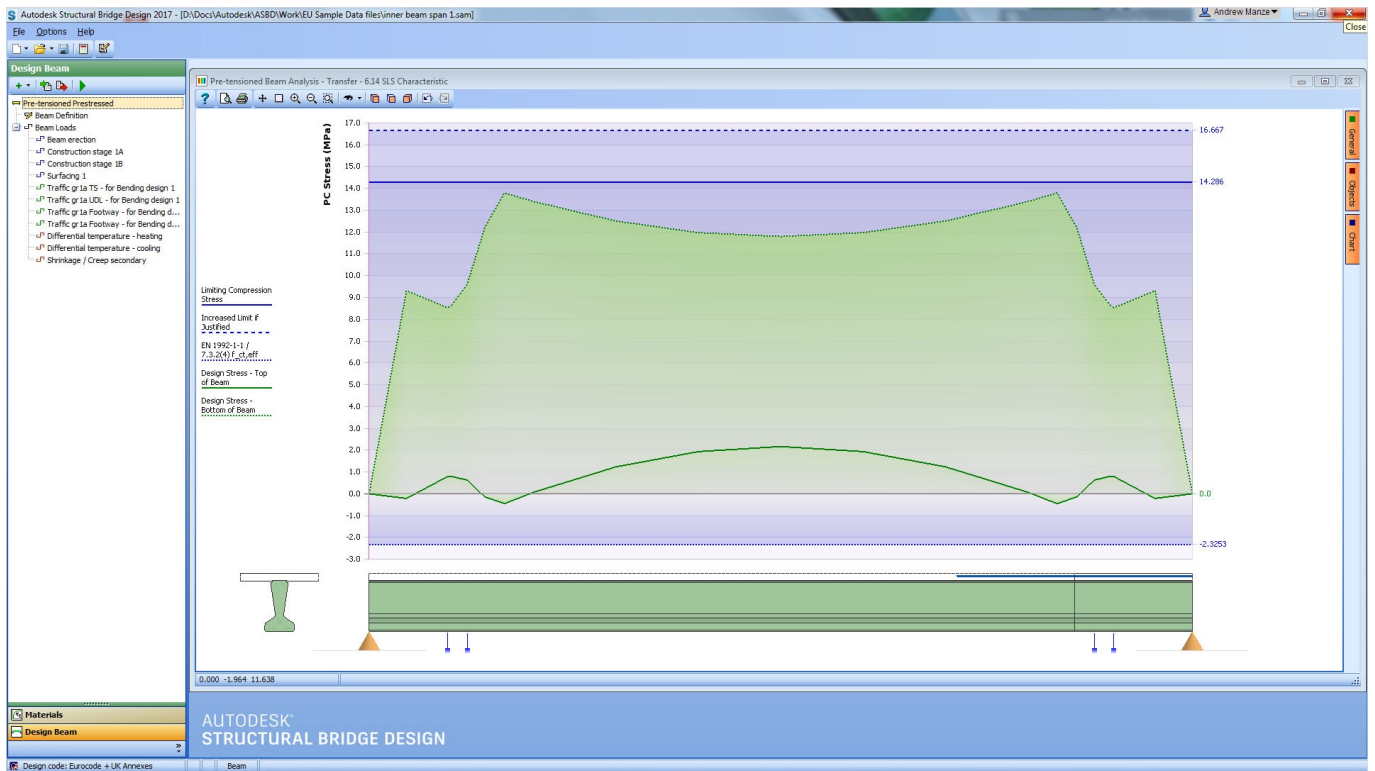 Autodesk Structural Bridge Design 2017 - [D:\Docs\Autodesk\ASBD\Work\EU Sample Data files\inner beam span 1.sam]
Andrew Manze
Close
File Options Help
Design Beam
Pre-tensioned Prestressed
Beam Definition
Beam Loads
Beam erection
Construction stage 1A
Construction stage 1B
Surfacing 1
Traffic gr1a TS - for Bending design 1
Traffic gr1a UDL - for Bending design 1
Traffic gr1a Footway - for Bending d...
Traffic gr1a Footway - for Bending d...
Differential temperature - heating
Differential temperature - cooling
Shrinkage / Creep secondary
Materials
Design Beam
Pre-tensioned Beam Analysis - Transfer - 6.14 SLS Characteristic
General
Objects
Chart
PC Stress (MPa)
17.0
16.0
15.0
14.0
13.0
12.0
11.0
10.0
9.0
8.0
7.0
6.0
5.0
4.0
3.0
2.0
1.0
0.0
-1.0
-2.0
-3.0
16.667
14.286
0.0
-2.3253
Limiting Compression
Stress
Increased Limit if
Justified
EN 1992-1-1 /
7.3.2(4) f_ct,eff
Design Stress - Top
of Beam
Design Stress -
Bottom of Beam
0.000 -1.964 11.638
AUTODESK®
STRUCTURAL BRIDGE DESIGN
Design code: Eurocode + UK Annexes
Beam